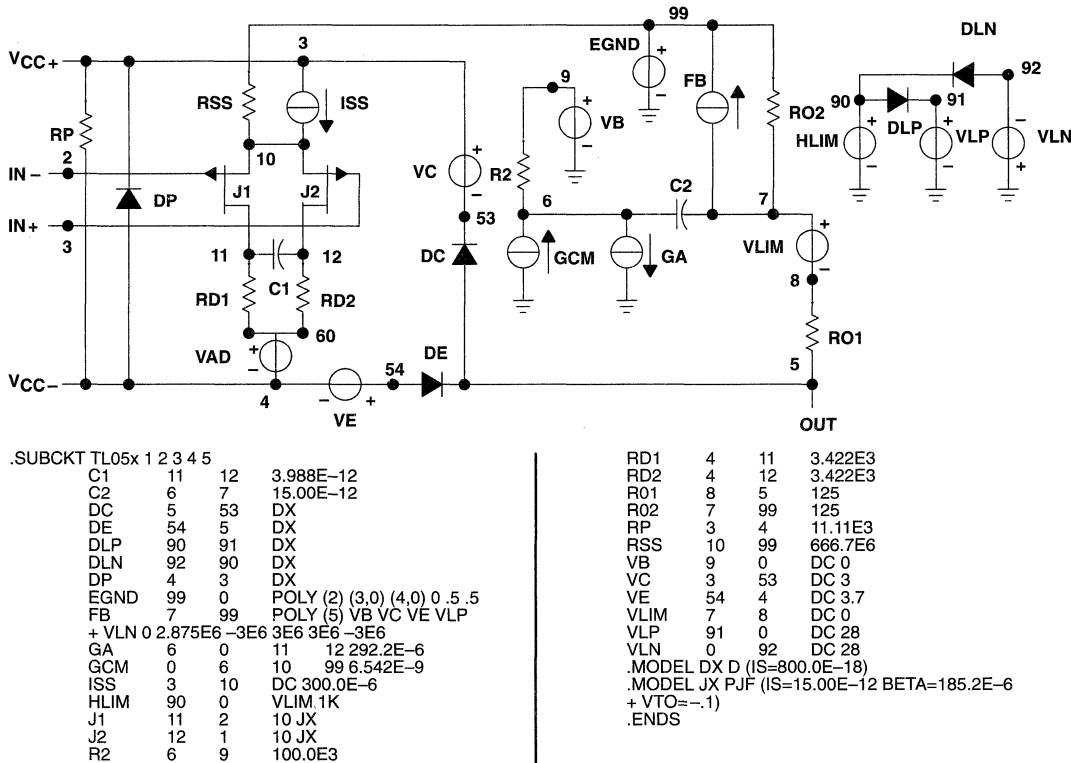 99
3
DLN
VCC+
EGND
+
92
9
FB
RSS
ISS
+
RO2
90
91
RP
VB
DLP
10
HLIM
VLP
VLN
2
IN –
J1
J2
VC
R2
C2
DP
6
7
53
IN+
3
DC
GCM
GA
VLIM
11
12
8
C1
RD1
RD2
60
RO1
VAD
DE
54
5
VCC–
4
VE
OUT
.SUBCKT TL05x 1 2 3 4 5
C1 11 12 3.988E–12
C2 6 7 15.00E–12
DC 5 53 DX
DE 54 5 DX
DLP 90 91 DX
DLN 92 90 DX
DP 4 3 DX
EGND 99 0 POLY (2) (3,0) (4,0) 0 .5 .5
FB 7 99 POLY (5) VB VC VE VLP
+ VLN 0 2.875E6 –3E6 3E6 3E6 –3E6
GA 6 0 11 12 292.2E–6
GCM 0 6 10 99 6.542E–9
ISS 3 10 DC 300.0E–6
HLIM 90 0 VLIM 1K
J1 11 2 10 JX
J2 12 1 10 JX
R2 6 9 100.0E3
RD1 4 11 3.422E3
RD2 4 12 3.422E3
R01 8 5 125
R02 7 99 125
RP 3 4 11.11E3
RSS 10 99 666.7E6
VB 9 0 DC 0
VC 3 53 DC 3
VE 54 4 DC 3.7
VLIM 7 8 DC 0
VLP 91 0 DC 28
VLN 0 92 DC 28
.MODEL DX D (IS=800.0E–18)
.MODEL JX PJF (IS=15.00E–12 BETA=185.2E–6
+ VTO=–.1)
.ENDS